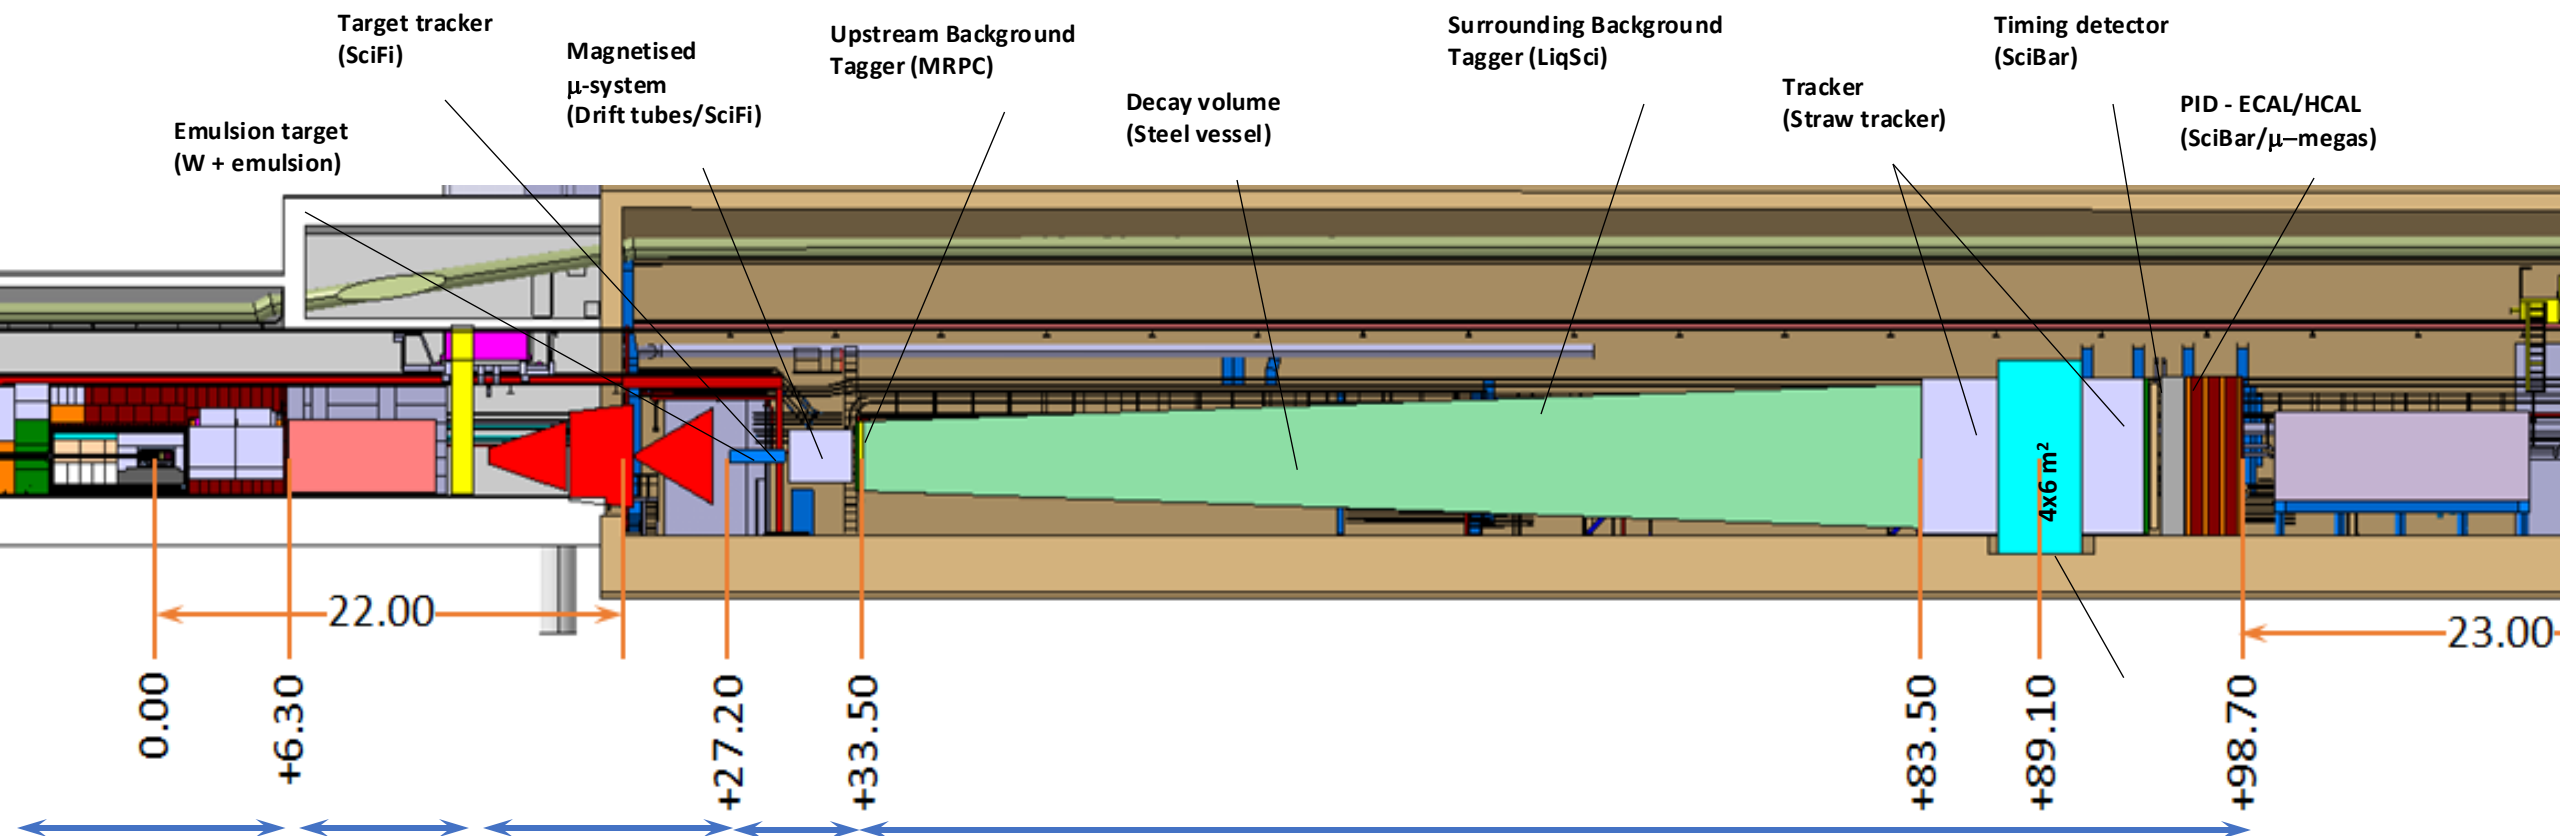 Target tracker
(SciFi)
Magnetised
μ-system
(Drift tubes/SciFi)
Upstream Background
Tagger (MRPC)
Surrounding Background
Tagger (LiqSci)
Timing detector
(SciBar)
Tracker
(Straw tracker)
Decay volume
(Steel vessel)
PID - ECAL/HCAL
(SciBar/μ–megas)
Emulsion target
(W + emulsion)
4x6 m²
22.00
23.00
0.00
+6.30
+27.20
+33.50
+83.50
+89.10
+98.70